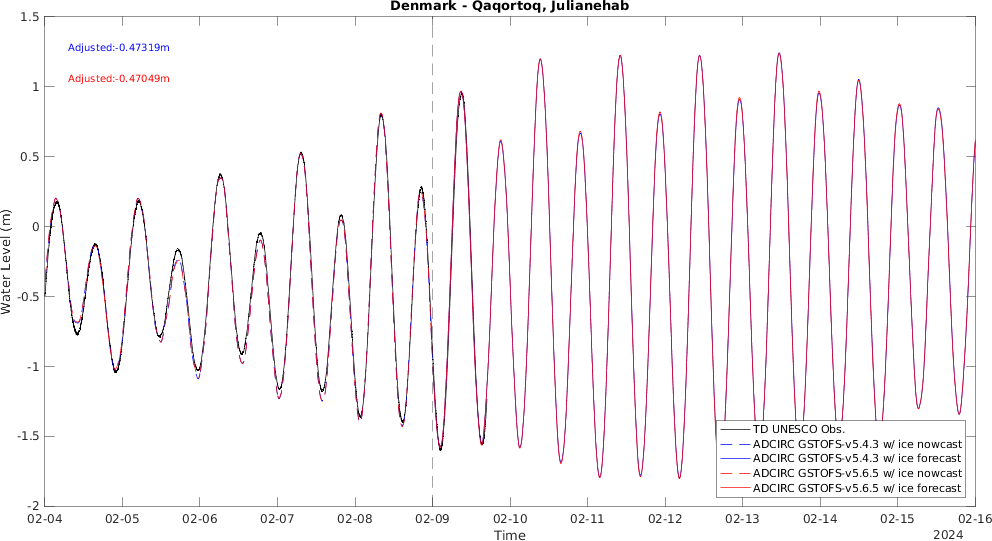 Denmark - Qaqortoq, Julianehab
Adjusted:-0.47319m
Adjusted:-0.47049m
1.5
1
0.5
0
-0.5
-1
-1.5
-2
Water Level (m)
TD UNESCO Obs.
ADCIRC GSTOFS-v5.4.3 w/ ice nowcast
ADCIRC GSTOFS-v5.4.3 w/ ice forecast
ADCIRC GSTOFS-v5.6.5 w/ ice nowcast
ADCIRC GSTOFS-v5.6.5 w/ ice forecast
02-04 02-05 02-06 02-07 02-08 02-09 02-10 02-11 02-12 02-13 02-14 02-15 02-16
Time
2024